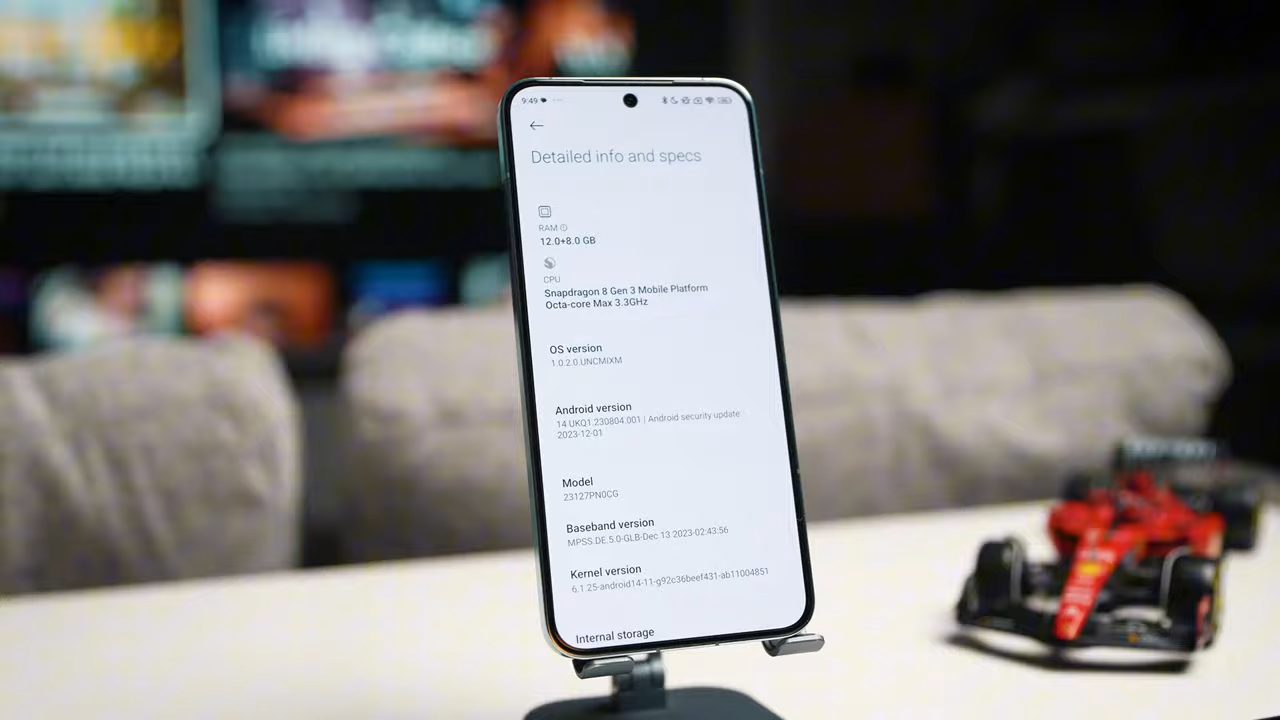 9:49
Detailed info and specs
RAM
12.0+8.0 GB
CPU
Snapdragon 8 Gen 3 Mobile Platform
Octa-core Max 3.3GHz
OS version
1.0.2.0.UNCMIXM
Android version
14 UKQ1.230804.001 | Android security update
2023-12-01
Model
23127PN0CG
Baseband version
MPSS.DE.5.0-GLB-Dec 13 2023-02:43:56
Kernel version
6.1.25-android14-11-g92c36beef431-ab11004851
Internal storage